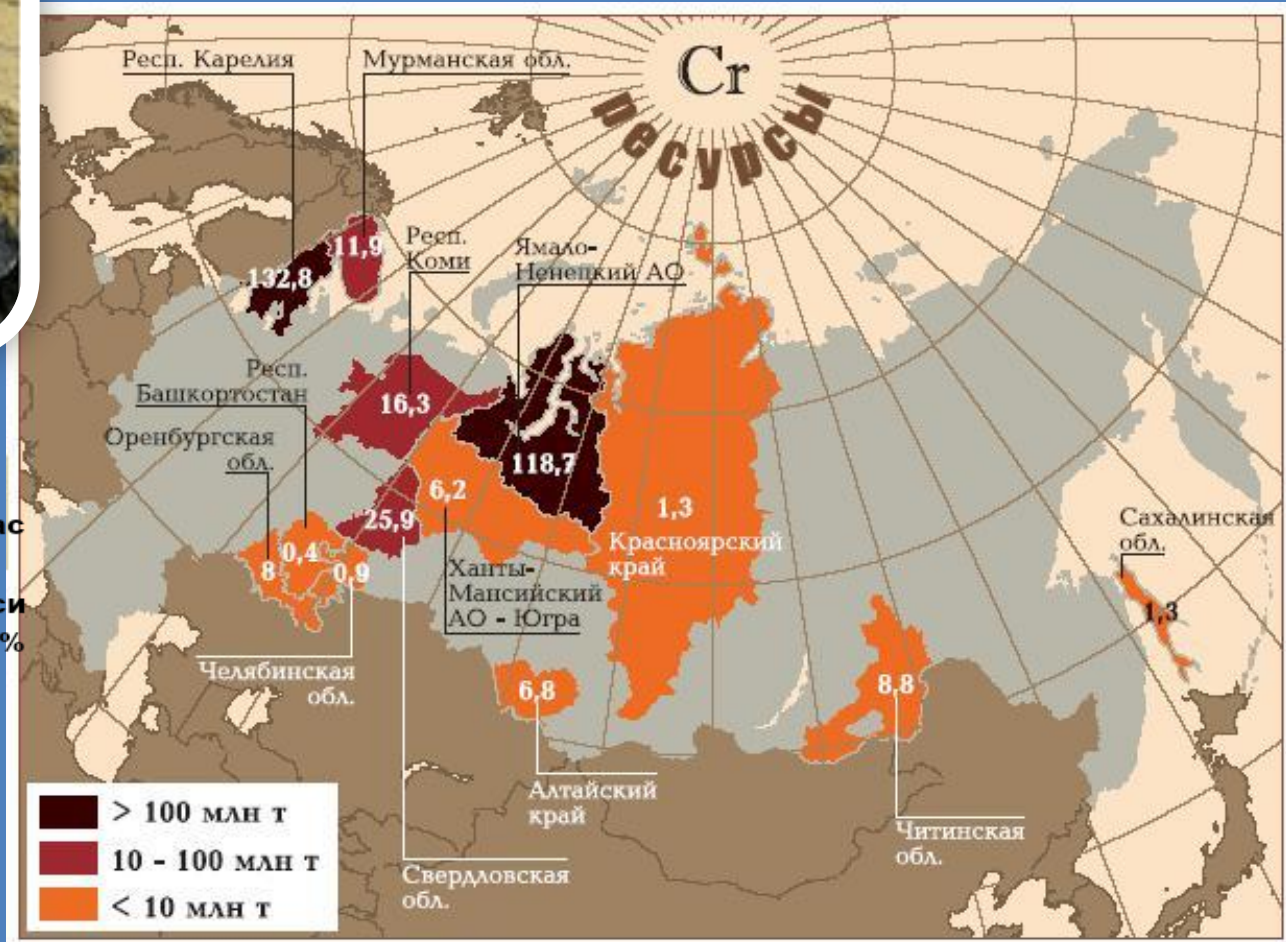 Cr
ресурсы
Респ. Карелия
Мурманская обл.
132,8
11,9
Респ.
Коми
Ямало-
Ненецкий АО
Респ.
Башкортостан
16,3
Оренбургская
обл.
118,7
6,2
25,9
1,3
Красноярский
край
Сахалинская
обл.
1,3
8
0,4
0,9
Ханты-
Мансийский
АО - Югра
Челябинская
обл.
6,8
8,8
Алтайский
край
Читинская
обл.
Свердловская
обл.
> 100 млн т
10 - 100 млн т
< 10 млн т
%